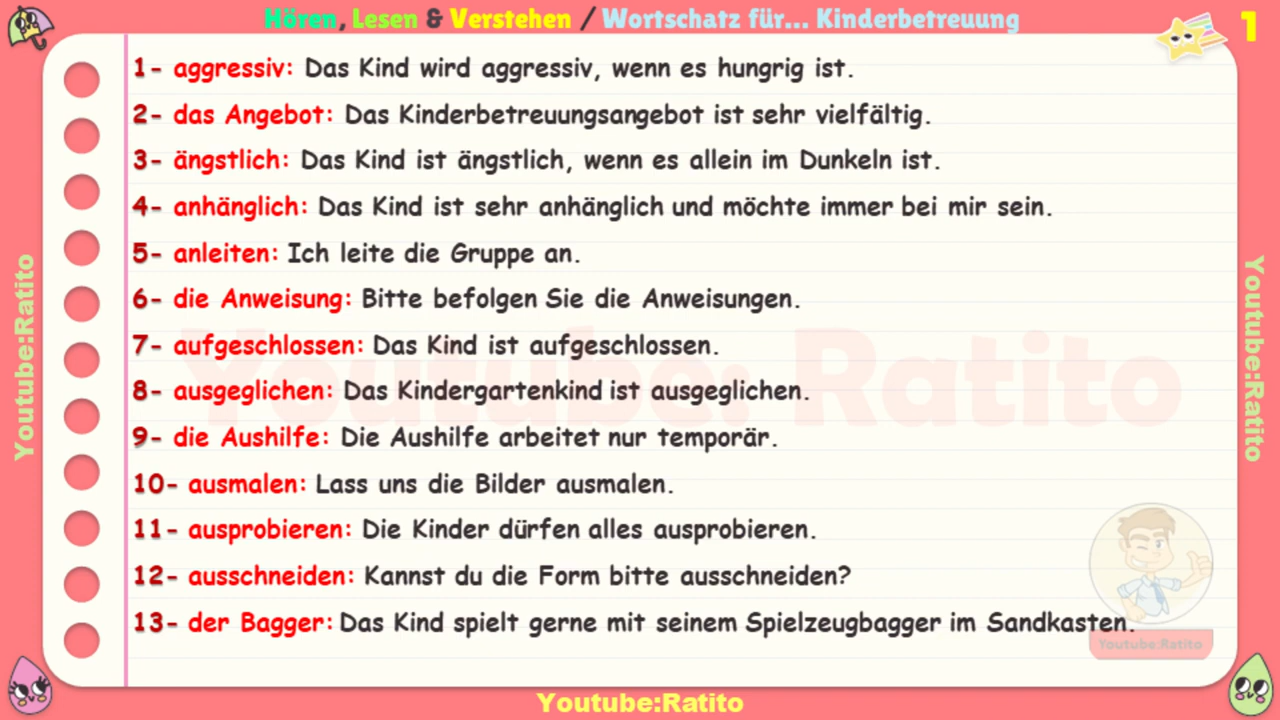 Hören, Lesen & Verstehen / Wortschatz für... Kinderbetreuung
1
1- aggressiv: Das Kind wird aggressiv, wenn es hungrig ist.
2- das Angebot: Das Kinderbetreuungsangebot ist sehr vielfältig.
3- ängstlich: Das Kind ist ängstlich, wenn es allein im Dunkeln ist.
4- anhänglich: Das Kind ist sehr anhänglich und möchte immer bei mir sein.
5- anleiten: Ich leite die Gruppe an.
6- die Anweisung: Bitte befolgen Sie die Anweisungen.
7- aufgeschlossen: Das Kind ist aufgeschlossen.
8- ausgeglichen: Das Kindergartenkind ist ausgeglichen.
9- die Aushilfe: Die Aushilfe arbeitet nur temporär.
10- ausmalen: Lass uns die Bilder ausmalen.
11- ausprobieren: Die Kinder dürfen alles ausprobieren.
12- ausschneiden: Kannst du die Form bitte ausschneiden?
13- der Bagger: Das Kind spielt gerne mit seinem Spielzeugbagger im Sandkasten.
Youtube:Ratito
Youtube:Ratito
Youtube: Ratito
Youtube:Ratito
Youtube:Ratito